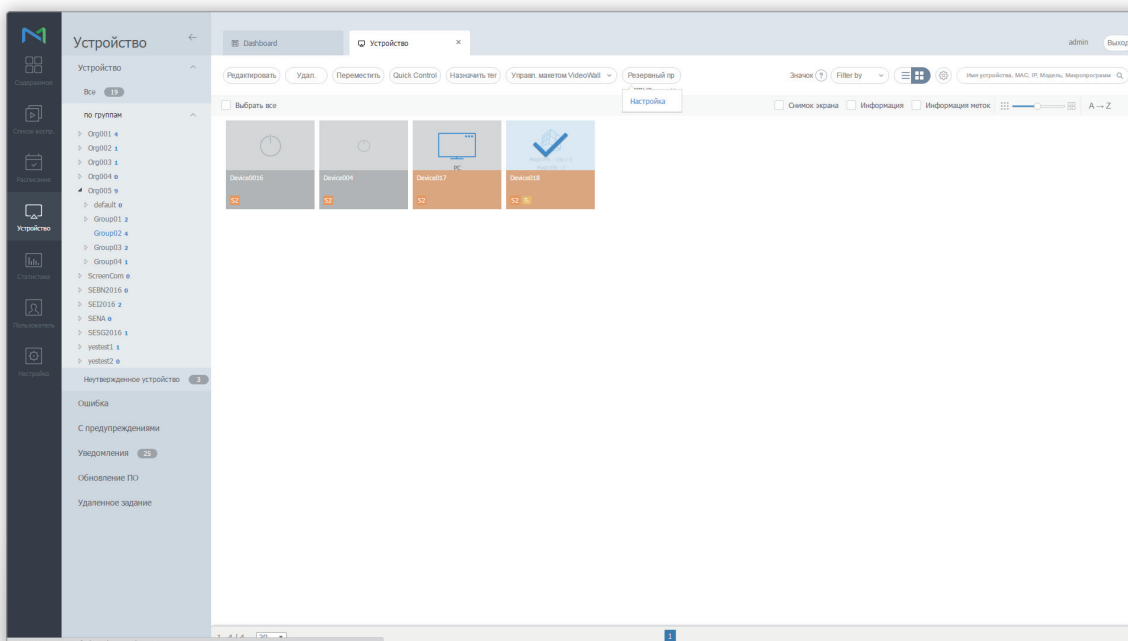 Dashboard
Устройство ×
admin
Выход
Устройство
Устройство
Все 19
по группам
Org001 4
Org002 1
Org003 1
Org004 0
Org005 9
default 0
Group01 2
Group02 4
Group03 2
Group04 1
ScreenCom 0
SEBN2016 0
SEI2016 2
SENA 0
SESG2016 1
yestest1 1
yestest2 0
Неутвержденное устройство 3
Ошибка
С предупреждениями
Уведомления 25
Обновление ПО
Удаленное задание
Содержимое
Список воспр.
Расписание
Устройство
Статистика
Пользователь
Настройка
Редактировать
Удал.
Переместить
Quick Control
Назначить тег
Управл. макетом VideoWall
Резервный пр
Значок ?
Filter by
Имя устройства, MAC, IP, Модель, Микропрограмм
Настройка
Выбрать все
Снимок экрана
Информация
Информация меток
A → Z
PC
Device0016
Device004
Device017
Device018
S2
S2
S2
S2
20
1